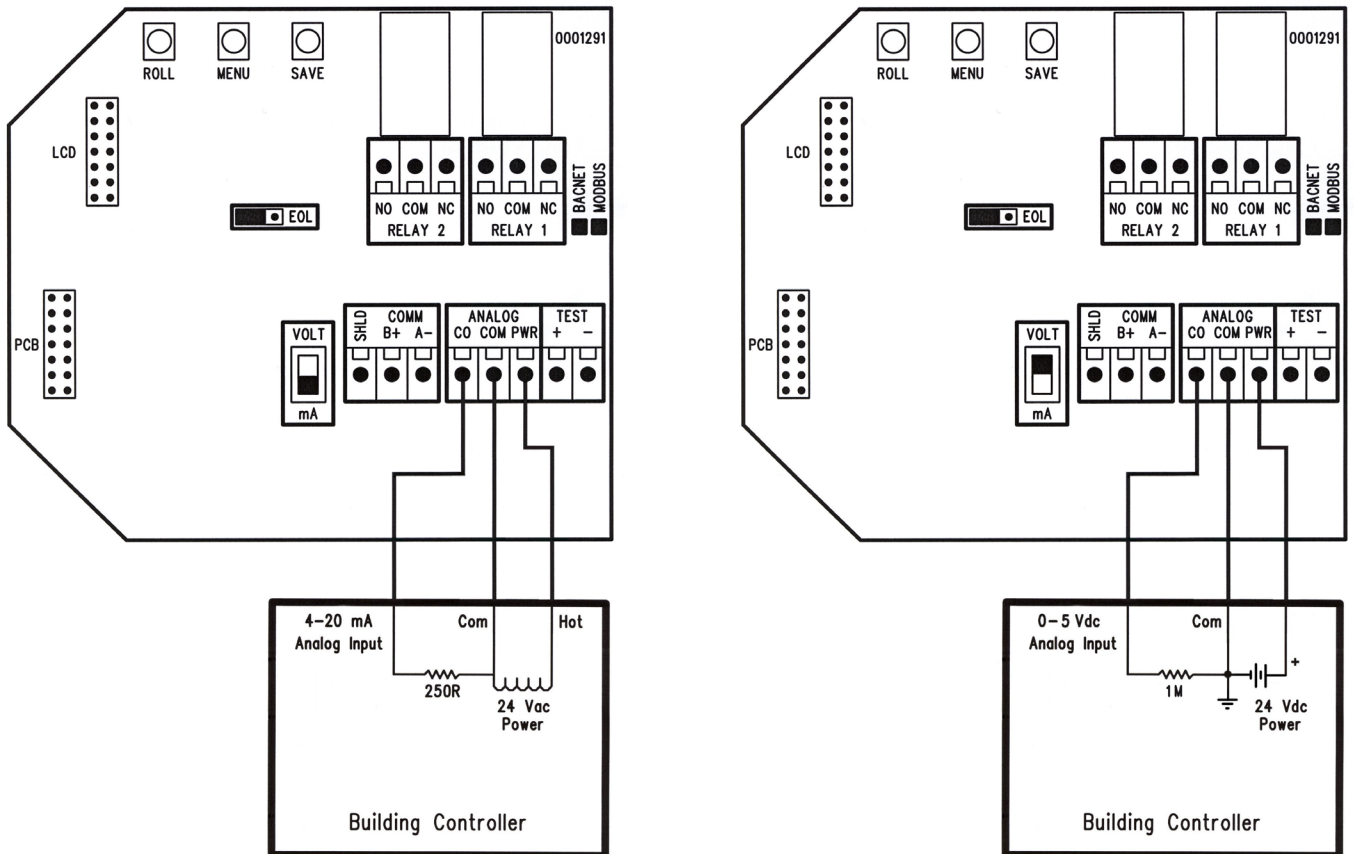 0001291
ROLL MENU SAVE
LCD
NO COM NC
RELAY 2
NO COM NC
RELAY 1
BACNET
MODBUS
EOL
PCB
VOLT
mA
SHLD
COMM
B+ A-
ANALOG
CO COM PWR
TEST
+ -
4-20 mA
Analog Input
Com
Hot
250R
24 Vac
Power
Building Controller
0001291
ROLL MENU SAVE
LCD
NO COM NC
RELAY 2
NO COM NC
RELAY 1
BACNET
MODBUS
EOL
PCB
VOLT
mA
SHLD
COMM
B+ A-
ANALOG
CO COM PWR
TEST
+ -
0-5 Vdc
Analog Input
Com
+
1M
24 Vdc
Power
Building Controller